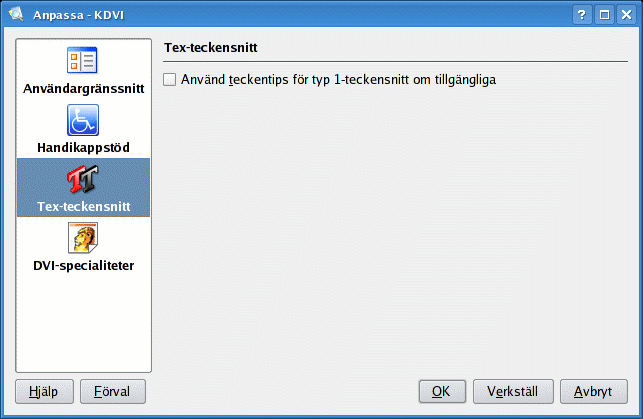 Anpassa - KDVI
Användargränssnitt
Handikappstöd
Tex-teckensnitt
DVI-specialiteter
Tex-teckensnitt
Använd teckentips för typ 1-teckensnitt om tillgängliga
Hjälp
Förval
OK
Verkställ
Avbryt